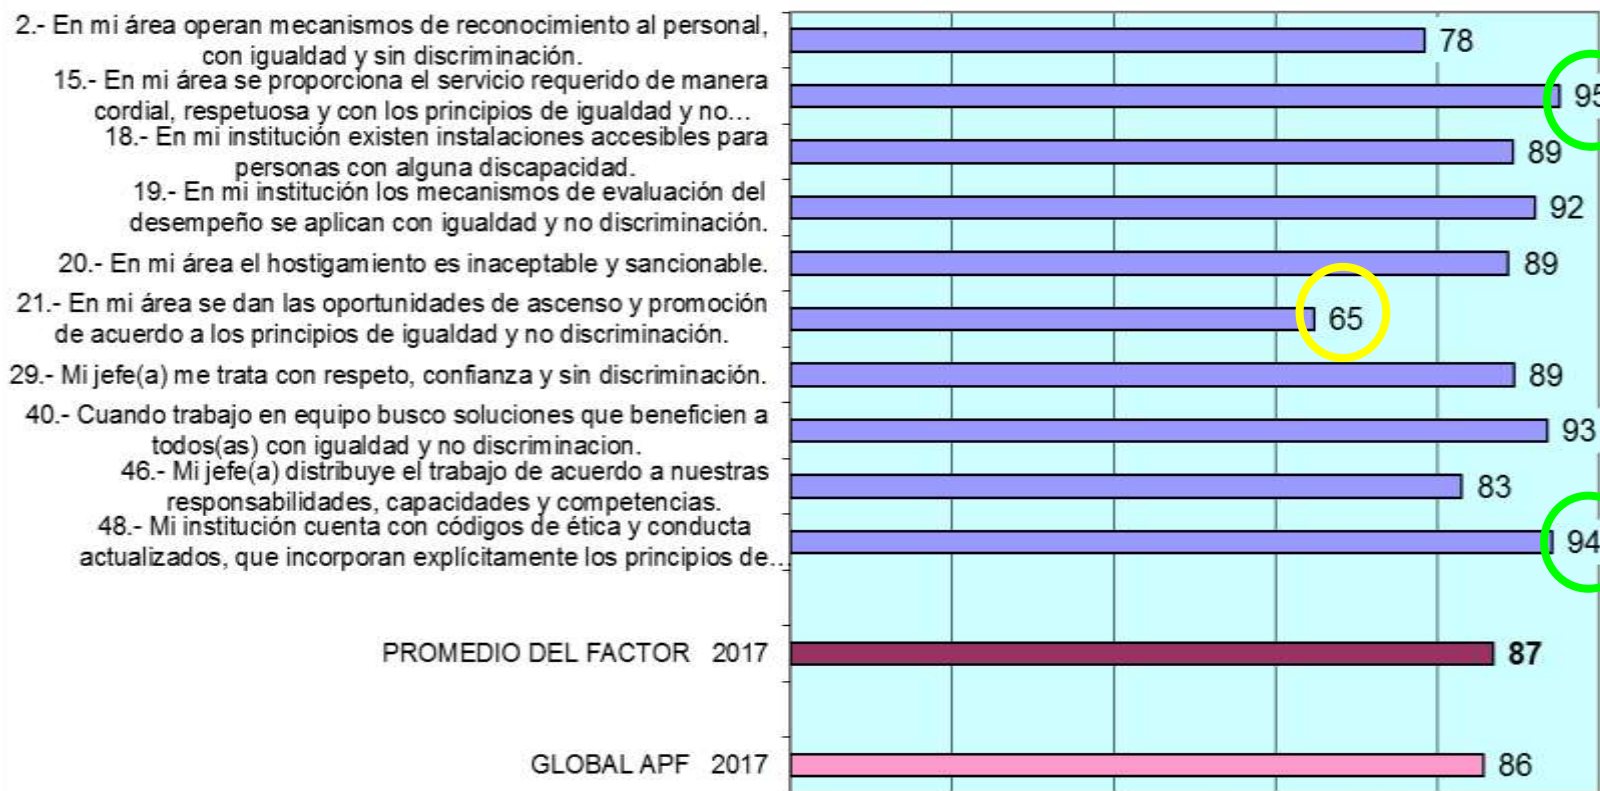 2.- En mi área operan mecanismos de reconocimiento al personal,
con igualdad y sin discriminación.
78
15.- En mi área se proporciona el servicio requerido de manera
cordial, respetuosa y con los principios de igualdad y no...
95
18.- En mi institución existen instalaciones accesibles para
personas con alguna discapacidad.
89
19.- En mi institución los mecanismos de evaluación del
desempeño se aplican con igualdad y no discriminación.
92
20.- En mi área el hostigamiento es inaceptable y sancionable.
89
21.- En mi área se dan las oportunidades de ascenso y promoción
de acuerdo a los principios de igualdad y no discriminación.
65
29.- Mi jefe(a) me trata con respeto, confianza y sin discriminación.
89
40.- Cuando trabajo en equipo busco soluciones que beneficien a
todos(as) con igualdad y no discriminacion.
93
46.- Mi jefe(a) distribuye el trabajo de acuerdo a nuestras
responsabilidades, capacidades y competencias.
83
48.- Mi institución cuenta con códigos de ética y conducta
actualizados, que incorporan explícitamente los principios de...
94
PROMEDIO DEL FACTOR 2017
87
GLOBAL APF 2017
86